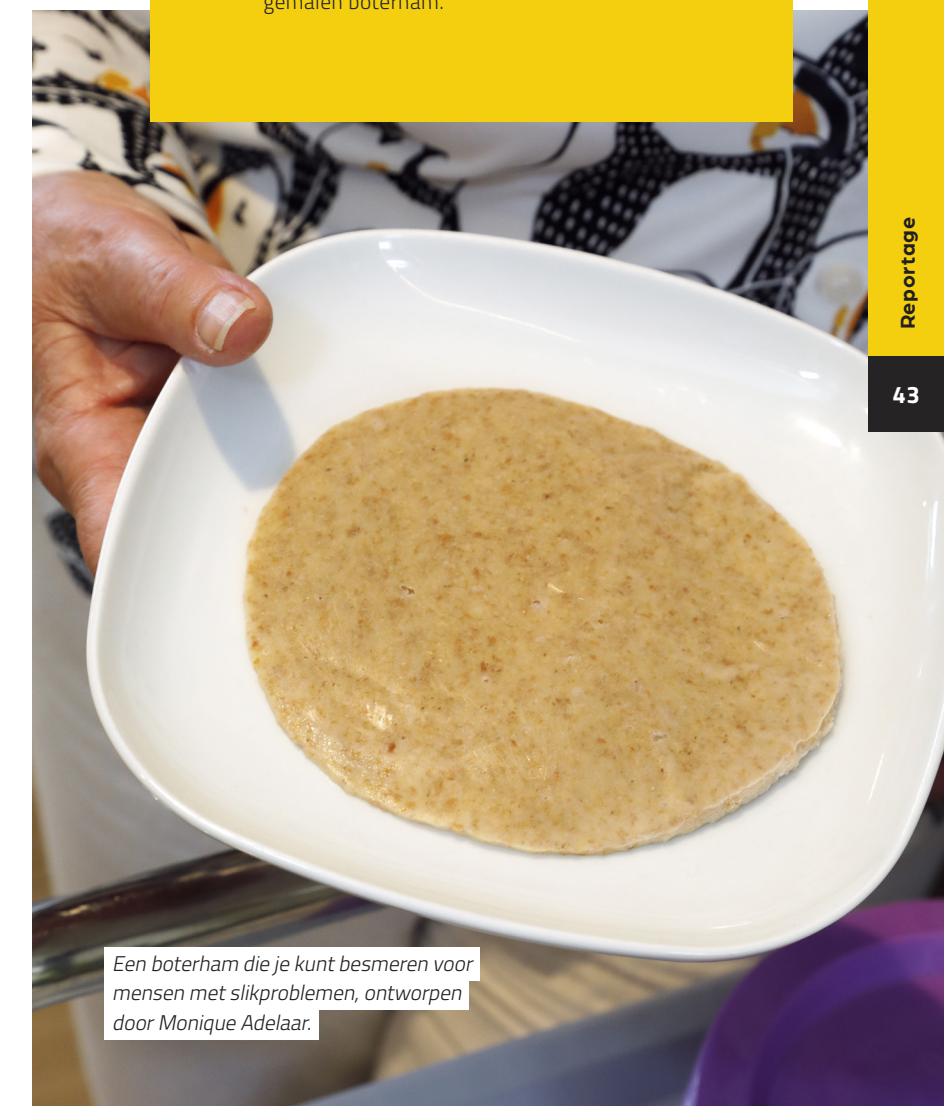 gemalen boterham.
Reportage
43
Een boterham die je kunt besmeren voor
mensen met slikproblemen, ontworpen
door Monique Adelaar.